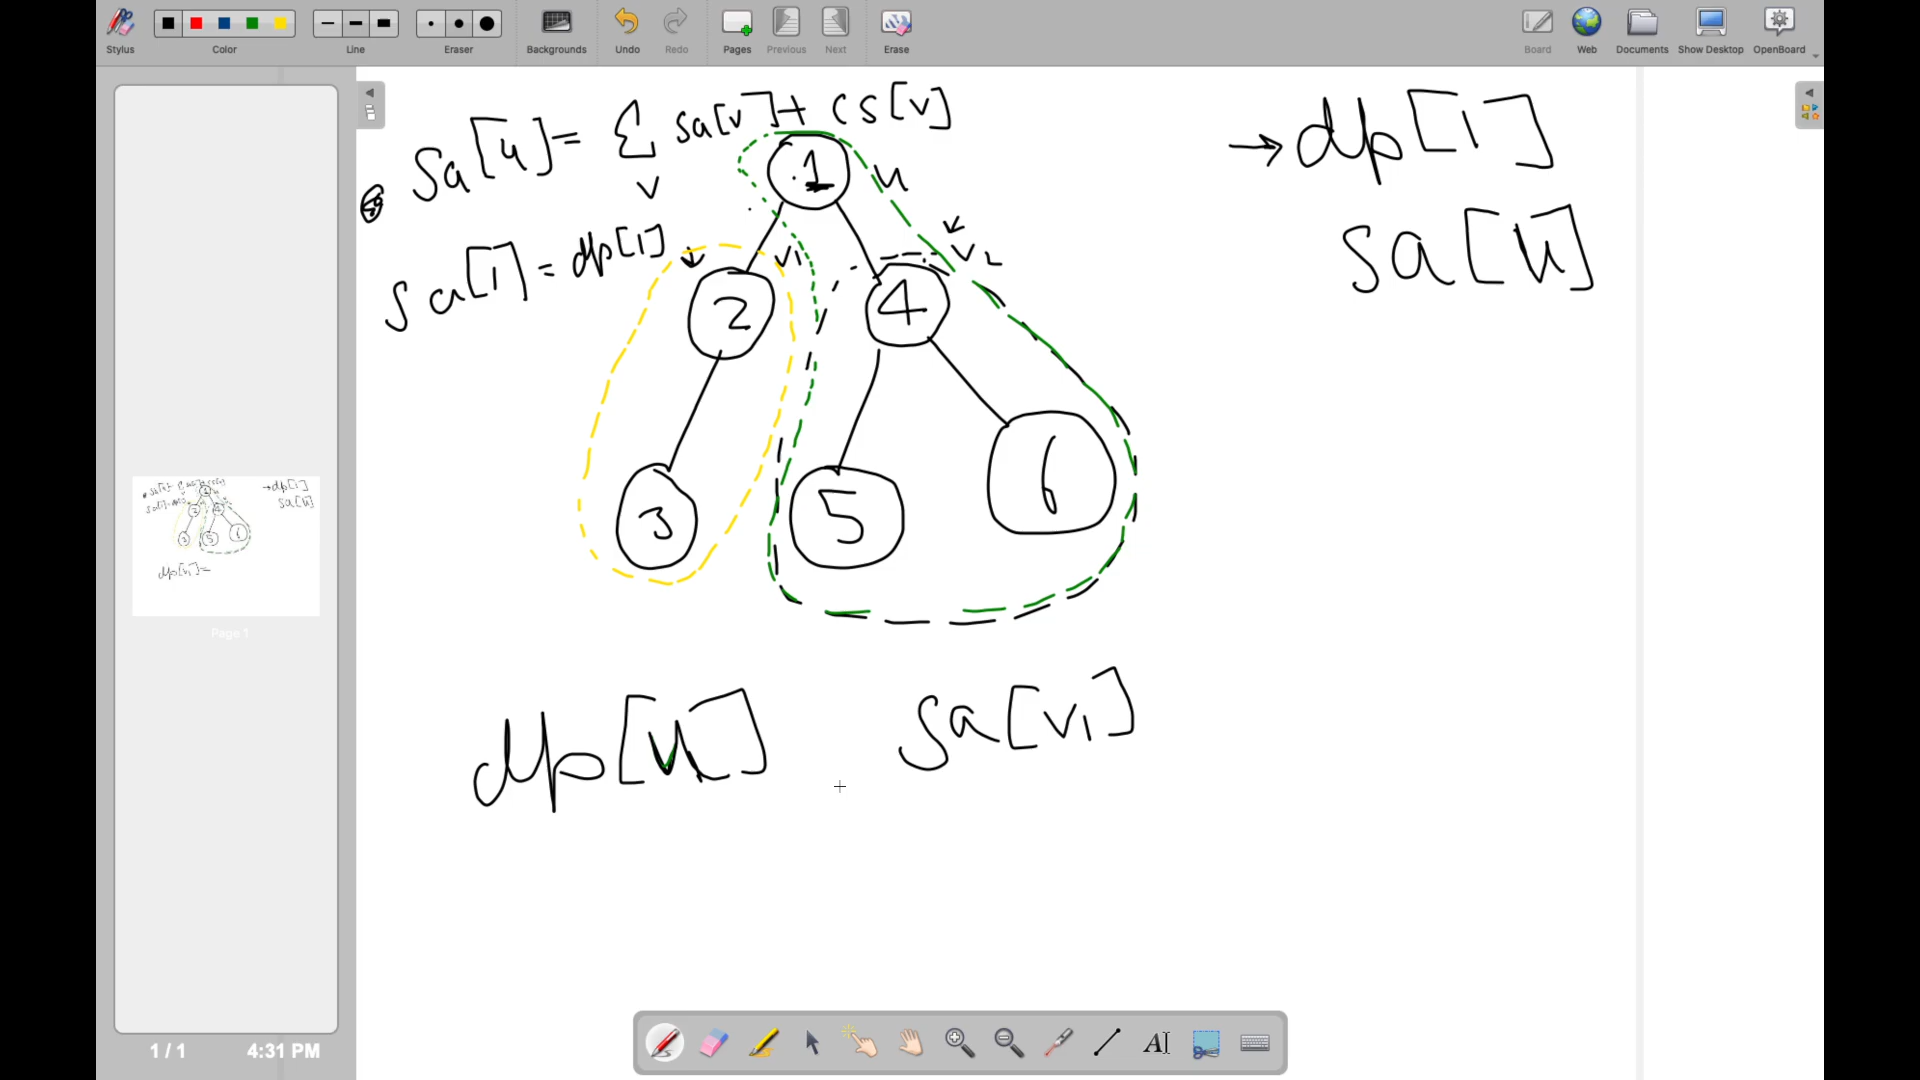 Stylus
Color
Line
Eraser
Backgrounds
Undo
Redo
Pages
Previous
Next
Erase
Board
Web
Documents
Show Desktop
OpenBoard
sa[u] = Σ sa[v] + cs[v]
v
sa[1] = dp[1]
→ dp[1]
sa[u]
1
u
v1
v2
2
4
3
5
6
dp[u]
sa[v1]
Page 1
1 / 1
4:31 PM